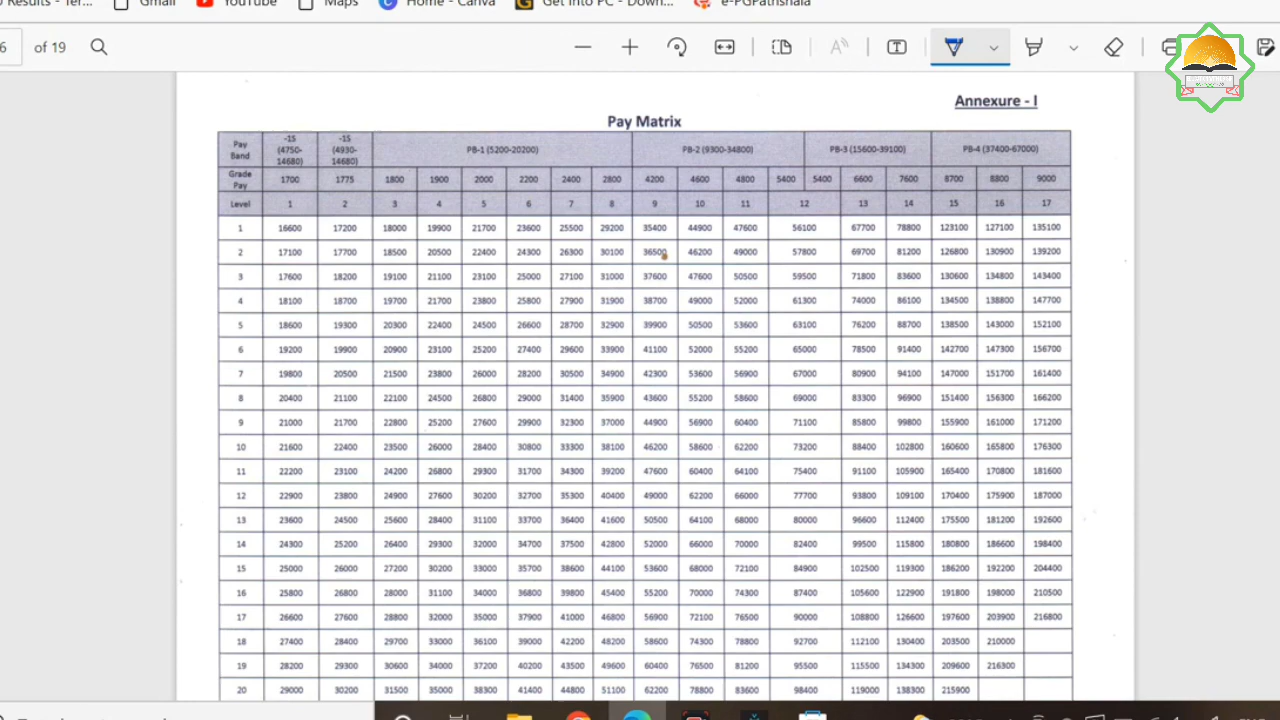 Results - Ter... Gmail YouTube Maps Home - Canva Get into PC - Down... e-PGPathshala
6 of 19
Annexure - I
Pay Matrix
Pay Band -1S (4750-14680) -1S (4930-14680) PB-1 (5200-20200) PB-2 (9300-34800) PB-3 (15600-39100) PB-4 (37400-67000)
Grade Pay 1700 1775 1800 1900 2000 2200 2400 2800 4200 4600 4800 5400 5400 6600 7600 8700 8800 9000
Level 1 2 3 4 5 6 7 8 9 10 11 12 13 14 15 16 17
1 16600 17200 18000 19900 21700 23600 25500 29200 35400 44900 47600 56100 67700 78800 123100 127100 135100
2 17100 17700 18500 20500 22400 24300 26300 30100 36500 46200 49000 57800 69700 81200 126800 130900 139200
3 17600 18200 19100 21100 23100 25000 27100 31000 37600 47600 50500 59500 71800 83600 130600 134800 143400
4 18100 18700 19700 21700 23800 25800 27900 31900 38700 49000 52000 61300 74000 86100 134500 138800 147700
5 18600 19300 20300 22400 24500 26600 28700 32900 39900 50500 53600 63100 76200 88700 138500 143000 152100
6 19200 19900 20900 23100 25200 27400 29600 33900 41100 52000 55200 65000 78500 91400 142700 147300 156700
7 19800 20500 21500 23800 26000 28200 30500 34900 42300 53600 56900 67000 80900 94100 147000 151700 161400
8 20400 21100 22100 24500 26800 29000 31400 35900 43600 55200 58600 69000 83300 96900 151400 156300 166200
9 21000 21700 22800 25200 27600 29900 32300 37000 44900 56900 60400 71100 85800 99800 155900 161000 171200
10 21600 22400 23500 26000 28400 30800 33300 38100 46200 58600 62200 73200 88400 102800 160600 165800 176300
11 22200 23100 24200 26800 29300 31700 34300 39200 47600 60400 64100 75400 91100 105900 165400 170800 181600
12 22900 23800 24900 27600 30200 32700 35300 40400 49000 62200 66000 77700 93800 109100 170400 175900 187000
13 23600 24500 25600 28400 31100 33700 36400 41600 50500 64100 68000 80000 96600 112400 175500 181200 192600
14 24300 25200 26400 29300 32000 34700 37500 42800 52000 66000 70000 82400 99500 115800 180800 186600 198400
15 25000 26000 27200 30200 33000 35700 38600 44100 53600 68000 72100 84900 102500 119300 186200 192200 204400
16 25800 26800 28000 31100 34000 36800 39800 45400 55200 70000 74300 87400 105600 122900 191800 198000 210500
17 26600 27600 28800 32000 35000 37900 41000 46800 56900 72100 76500 90000 108800 126600 197600 203900 216800
18 27400 28400 29700 33000 36100 39000 42200 48200 58600 74300 78800 92700 112100 130400 203500 210000
19 28200 29300 30600 34000 37200 40200 43500 49600 60400 76500 81200 95500 115500 134300 209600 216300
20 29000 30200 31500 35000 38300 41400 44800 51100 62200 78800 83600 98400 119000 138300 215900